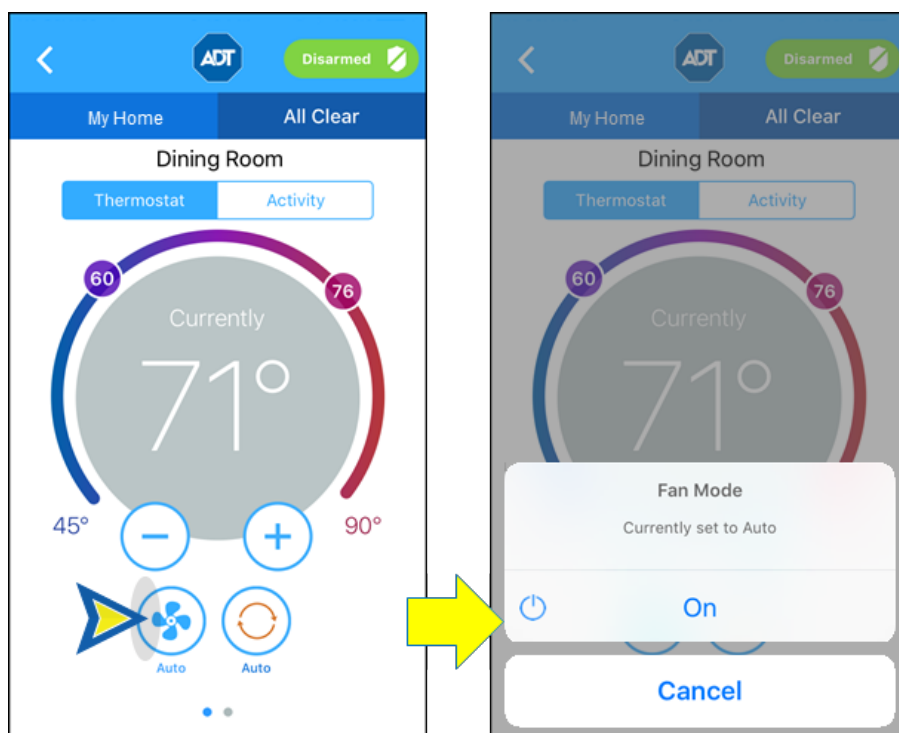 ADT
Disarmed
My Home
All Clear
Dining Room
Thermostat
Activity
60
76
Currently
71°
45°
90°
Auto
Auto
ADT
Disarmed
My Home
All Clear
Dining Room
Thermostat
Activity
60
76
Currently
71°
Fan Mode
Currently set to Auto
On
Cancel